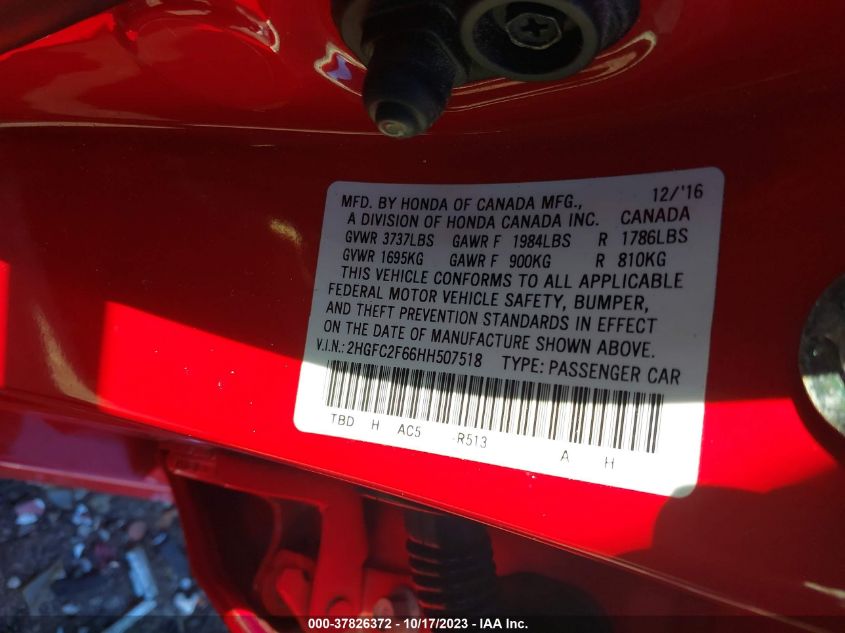 12/'16
MFD. BY HONDA OF CANADA MFG.,
A DIVISION OF HONDA CANADA INC. CANADA
GVWR 3737LBS GAWR F 1984LBS R 1786LBS
GVWR 1695KG GAWR F 900KG R 810KG
THIS VEHICLE CONFORMS TO ALL APPLICABLE
FEDERAL MOTOR VEHICLE SAFETY, BUMPER,
AND THEFT PREVENTION STANDARDS IN EFFECT
ON THE DATE OF MANUFACTURE SHOWN ABOVE.
V.I.N.: 2HGFC2F66HH507518 TYPE: PASSENGER CAR
TBD H AC5 -R513 A H
000-37826372 - 10/17/2023 - IAA Inc.